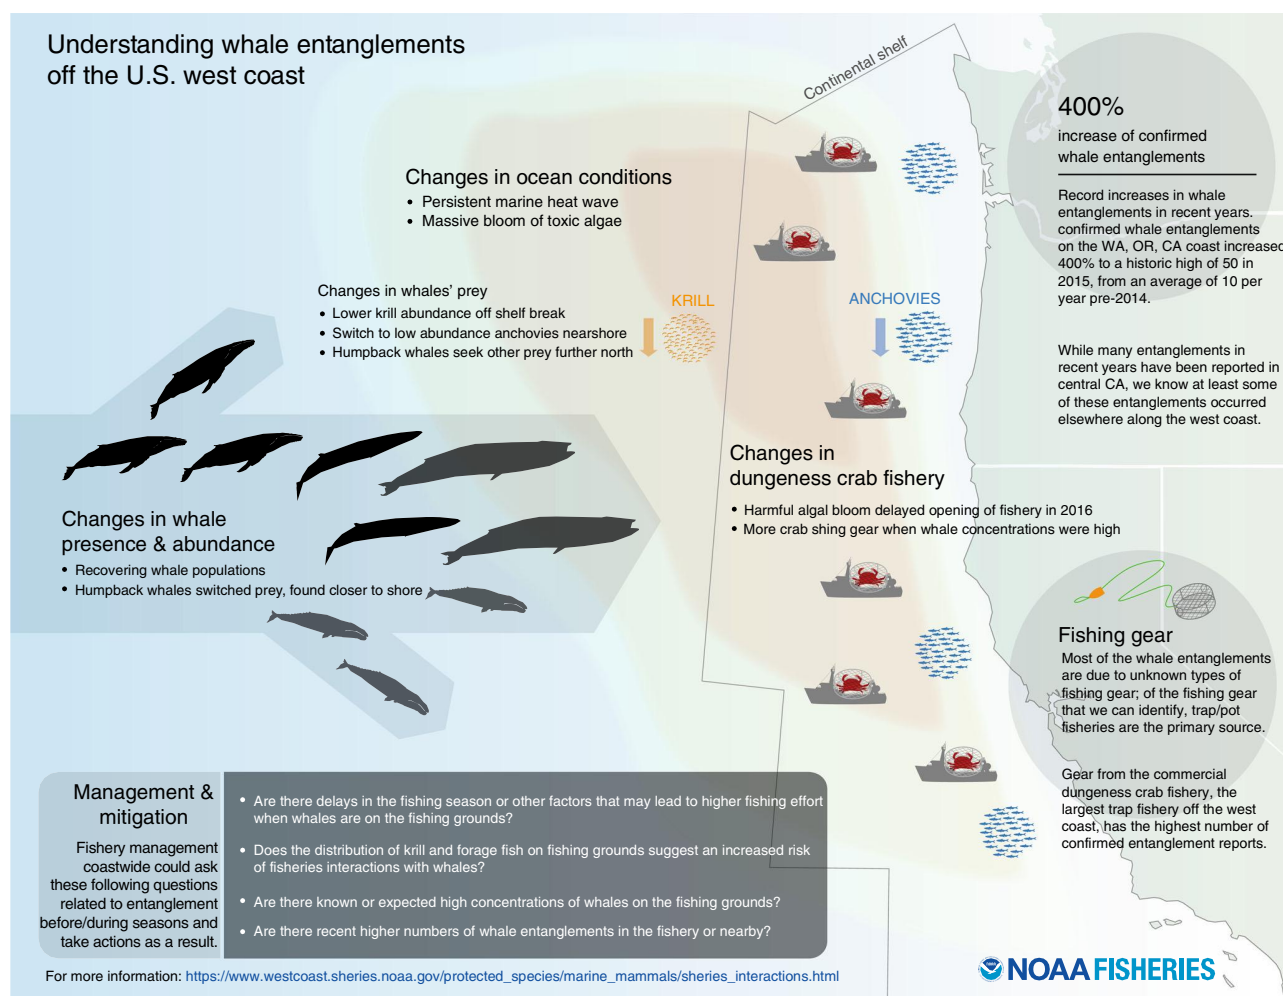 Understanding whale entanglements
off the U.S. west coast
Continental shelf
400%
increase of confirmed
whale entanglements
Record increases in whale
entanglements in recent years.
confirmed whale entanglements
on the WA, OR, CA coast increased
400% to a historic high of 50 in
2015, from an average of 10 per
year pre-2014.
While many entanglements in
recent years have been reported in
central CA, we know at least some
of these entanglements occurred
elsewhere along the west coast.
Changes in ocean conditions
• Persistent marine heat wave
• Massive bloom of toxic algae
Changes in whales' prey
• Lower krill abundance off shelf break
• Switch to low abundance anchovies nearshore
• Humpback whales seek other prey further north
KRILL
ANCHOVIES
Changes in
dungeness crab fishery
• Harmful algal bloom delayed opening of fishery in 2016
• More crab shing gear when whale concentrations were high
Changes in whale
presence & abundance
• Recovering whale populations
• Humpback whales switched prey, found closer to shore
Fishing gear
Most of the whale entanglements
are due to unknown types of
fishing gear; of the fishing gear
that we can identify, trap/pot
fisheries are the primary source.
Gear from the commercial
dungeness crab fishery, the
largest trap fishery off the west
coast, has the highest number of
confirmed entanglement reports.
Management &
mitigation
Fishery management
coastwide could ask
these following questions
related to entanglement
before/during seasons and
take actions as a result.
• Are there delays in the fishing season or other factors that may lead to higher fishing effort
when whales are on the fishing grounds?
• Does the distribution of krill and forage fish on fishing grounds suggest an increased risk
of fisheries interactions with whales?
• Are there known or expected high concentrations of whales on the fishing grounds?
• Are there recent higher numbers of whale entanglements in the fishery or nearby?
For more information: https://www.westcoast.sheries.noaa.gov/protected_species/marine_mammals/sheries_interactions.html
NOAA FISHERIES